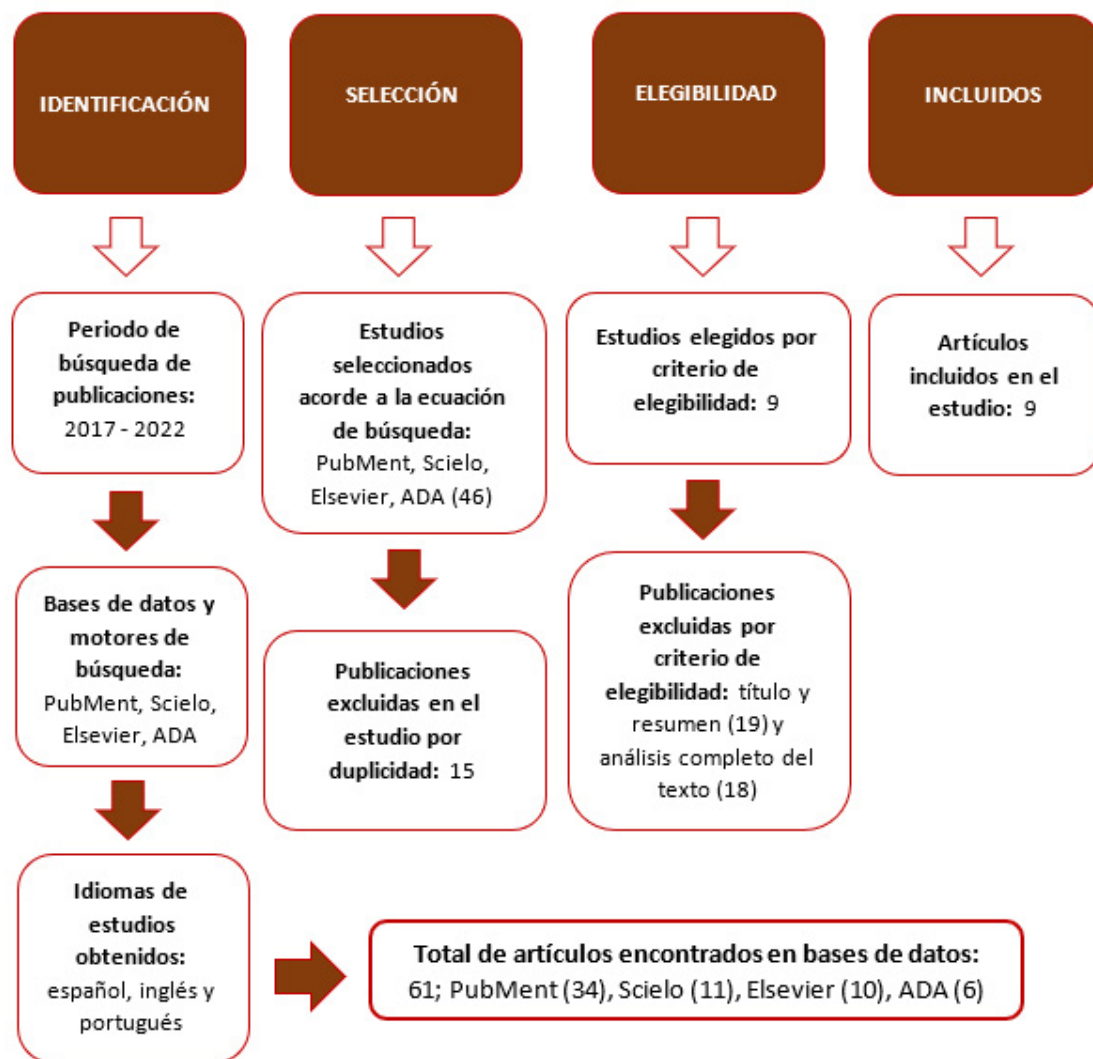 IDENTIFICACIÓN
SELECCIÓN
ELEGIBILIDAD
INCLUIDOS
Periodo de
búsqueda de
publicaciones:
2017 - 2022
Bases de datos y
motores de
búsqueda:
PubMent, Scielo,
Elsevier, ADA
Idiomas de
estudios
obtenidos:
español, inglés y
portugués
Estudios
seleccionados
acorde a la ecuación
de búsqueda:
PubMent, Scielo,
Elsevier, ADA (46)
Publicaciones
excluidas en el
estudio por
duplicidad: 15
Estudios elegidos por
criterio de
elegibilidad: 9
Publicaciones
excluidas por
criterio de
elegibilidad: título y
resumen (19) y
análisis completo del
texto (18)
Artículos
incluidos en el
estudio: 9
Total de artículos encontrados en bases de datos:
61; PubMent (34), Scielo (11), Elsevier (10), ADA (6)